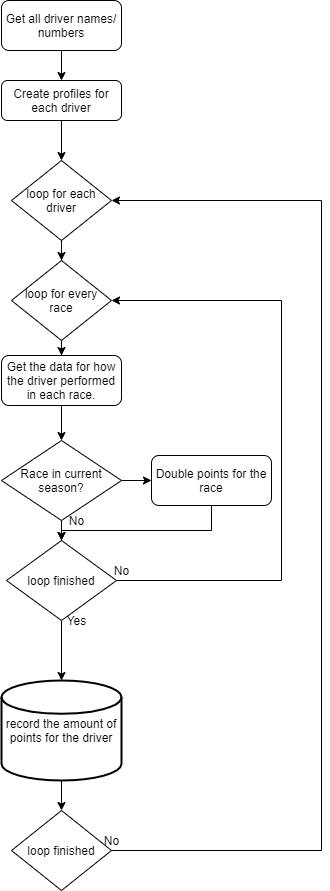 Get all driver names/
numbers
Create profiles for
each driver
loop for each
driver
loop for every
race
Get the data for how
the driver performed
in each race.
Race in current
season?
Double points for the
race
No
loop finished
No
Yes
record the amount of
points for the driver
loop finished
No